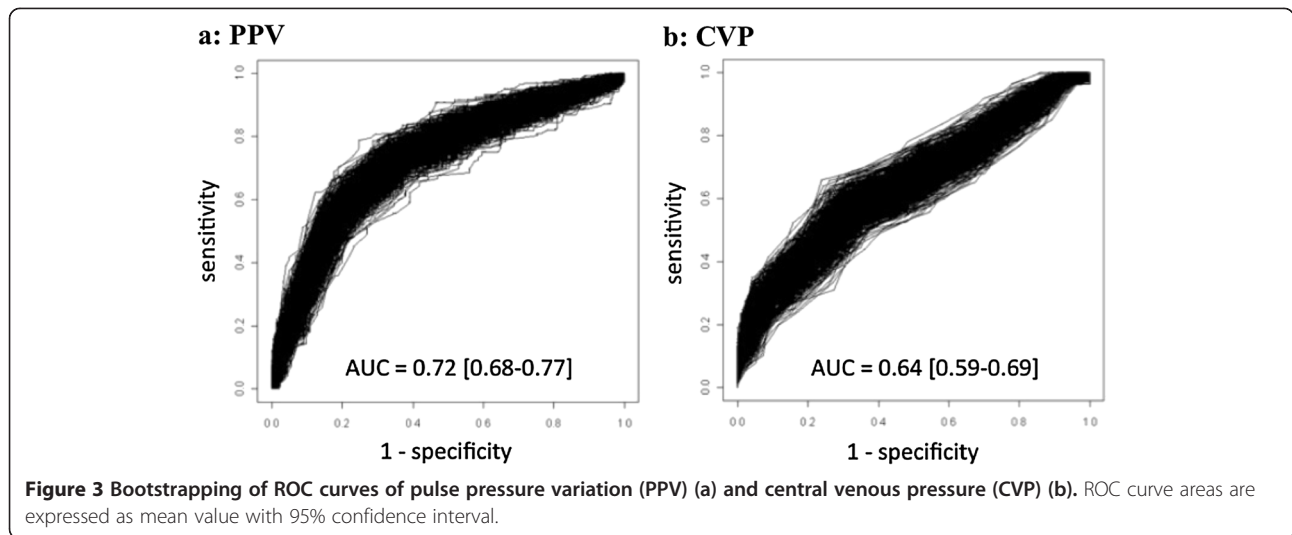 a: PPV
b: CVP
1.0
0.8
0.6
0.4
0.2
0.0
sensitivity
AUC = 0.72 [0.68-0.77]
0.0 0.2 0.4 0.6 0.8 1.0
1 - specificity
1.0
0.8
0.6
0.4
0.2
0.0
sensitivity
AUC = 0.64 [0.59-0.69]
0.0 0.2 0.4 0.6 0.8 1.0
1 - specificity
Figure 3 Bootstrapping of ROC curves of pulse pressure variation (PPV) (a) and central venous pressure (CVP) (b). ROC curve areas are
expressed as mean value with 95% confidence interval.